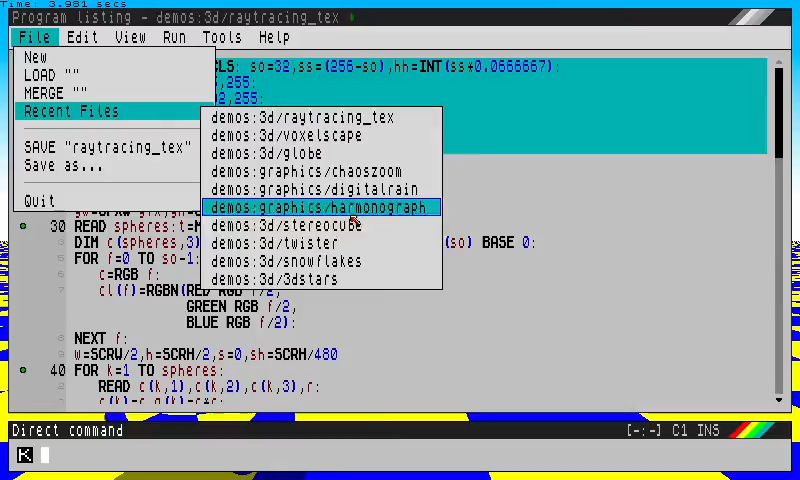 Time: 3.981 secs
Program listing - demos:3d/raytracing_tex
File Edit View Run Tools Help
New
LOAD ""
MERGE ""
Recent Files
SAVE "raytracing_tex"
Save as...
Quit
demos:3d/raytracing_tex
demos:3d/voxelscape
demos:3d/globe
demos:graphics/chaoszoom
demos:graphics/digitalrain
demos:graphics/harmonograph
demos:3d/stereocube
demos:3d/twister
demos:3d/snowflakes
demos:3d/3dstars
CLS: so=32,ss=(256-so),hh=INT(ss*0.0666667):
,255:
2,255:
30 READ spheres:t=M
DIM c(spheres,3) (so) BASE 0:
FOR f=0 TO so-1:
6 c=RGB f:
7 cl(f)=RGBN(RED RGB f/2,
GREEN RGB f/2,
BLUE RGB f/2):
8 NEXT f:
9 w=SCRW/2,h=SCRH/2,s=0,sh=SCRH/480
40 FOR k=1 TO spheres:
2 READ c(k,1),c(k,2),c(k,3),r:
Direct command [-:-] C1 INS
K